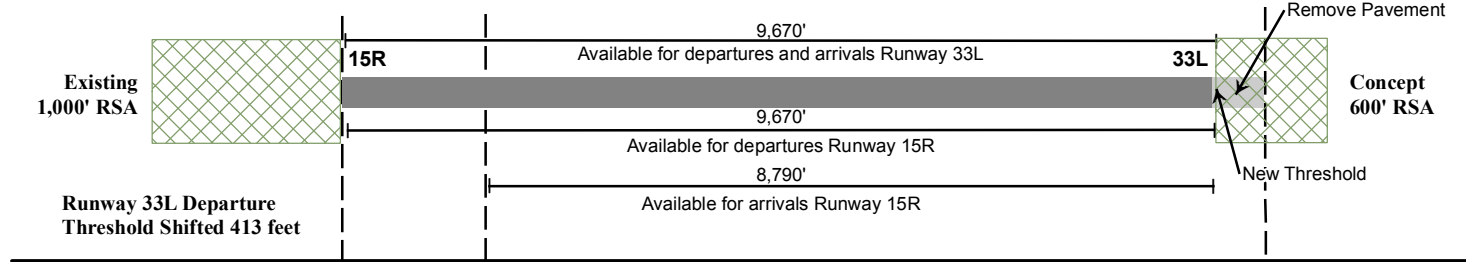 Remove Pavement
9,670'
Available for departures and arrivals Runway 33L
15R
33L
Existing
1,000' RSA
Concept
600' RSA
9,670'
Available for departures Runway 15R
8,790'
New Threshold
Available for arrivals Runway 15R
Runway 33L Departure
Threshold Shifted 413 feet